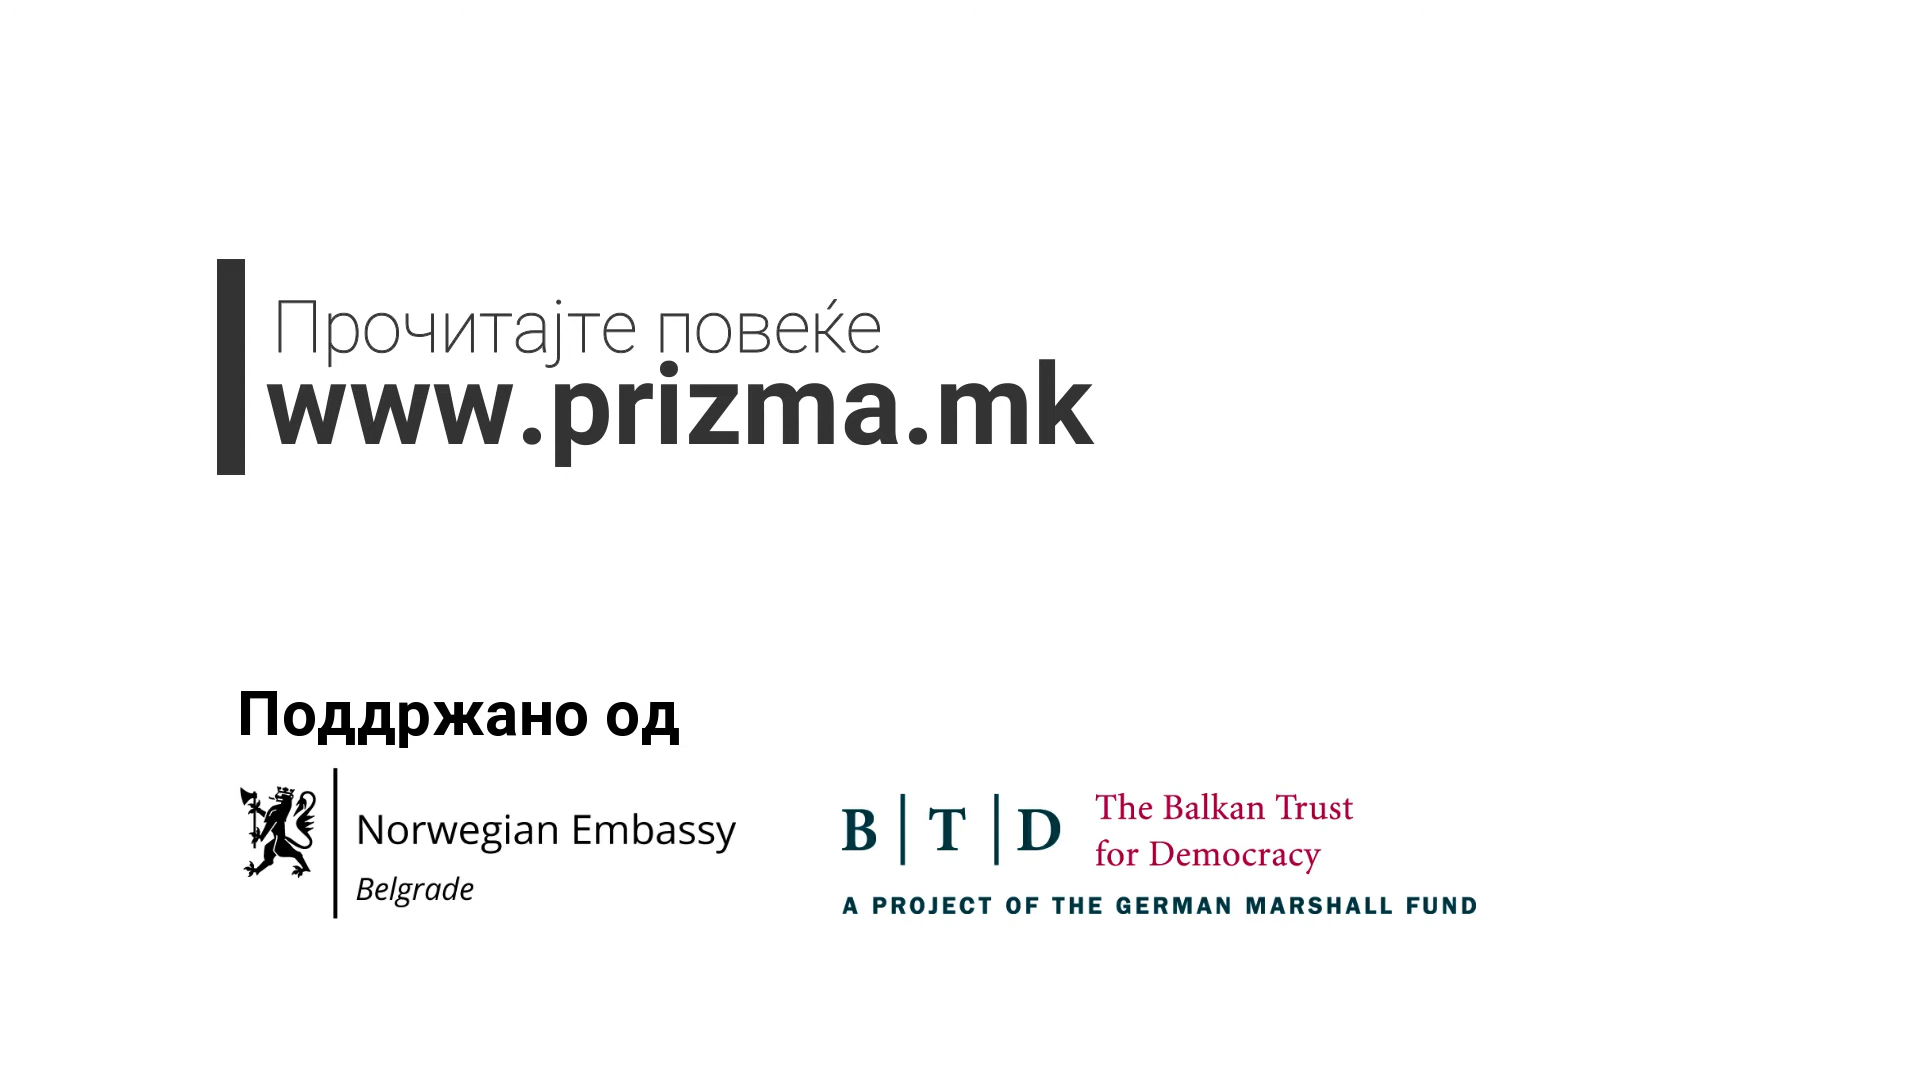 Прочитајте повеќе
www.prizma.mk
Поддржано од
Norwegian Embassy
Belgrade
B | T | D
The Balkan Trust
for Democracy
A PROJECT OF THE GERMAN MARSHALL FUND